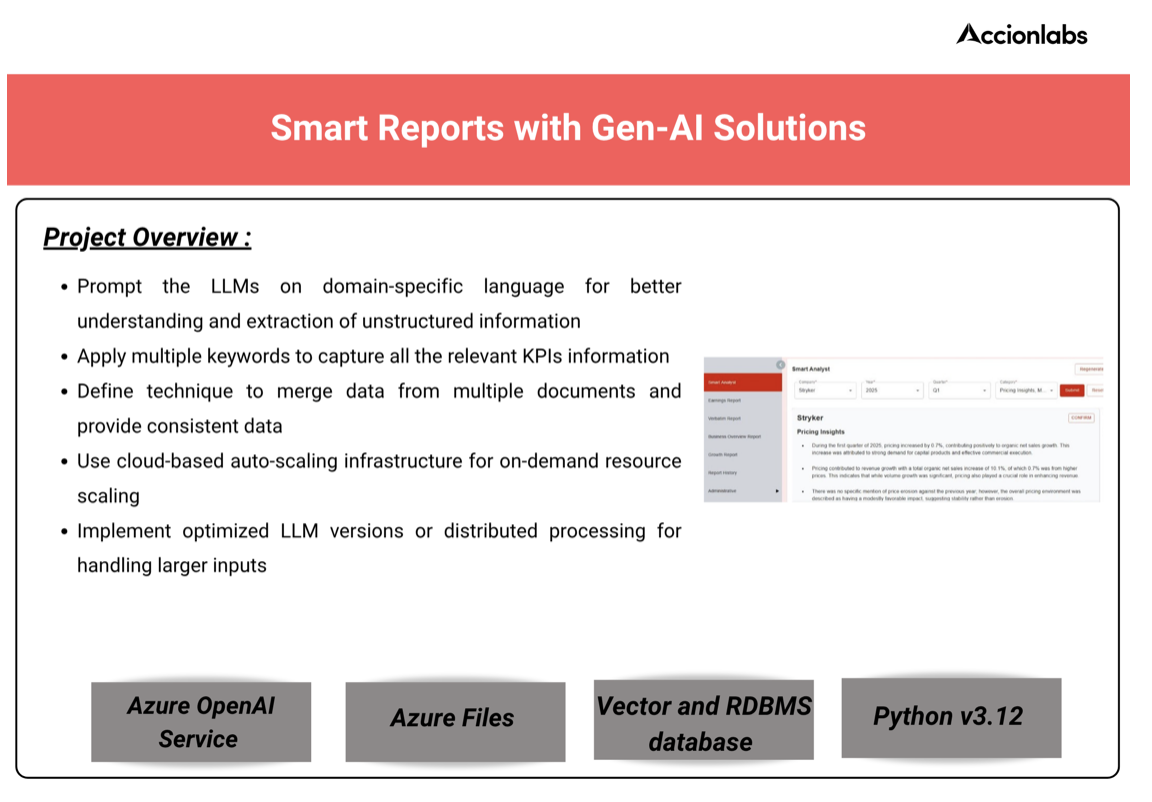 Accionlabs
Smart Reports with Gen-AI Solutions
Project Overview :
• Prompt the LLMs on domain-specific language for better
understanding and extraction of unstructured information
• Apply multiple keywords to capture all the relevant KPIs information
• Define technique to merge data from multiple documents and
provide consistent data
• Use cloud-based auto-scaling infrastructure for on-demand resource
scaling
• Implement optimized LLM versions or distributed processing for
handling larger inputs
Smart Analyst
Regenerate
Smart Analyst
Earnings Report
Verbatim Report
Business Overview Report
Growth Report
Report History
Administration
Company*
Year*
Quarter*
Category*
Stryker
2025
Q1
Pricing Insights, M...
Submit
Reset
Stryker
CONFIRM
Pricing Insights
• During the first quarter of 2025, pricing increased by 0.7%, contributing positively to organic net sales growth. This
increase was attributed to strong demand for capital products and effective commercial execution.
• Pricing contributed to revenue growth with a total organic net sales increase of 10.1%, of which 0.7% was from higher
prices. This indicates that while volume growth was significant, pricing also played a crucial role in enhancing revenue.
• There was no specific mention of price erosion against the previous year; however, the overall pricing environment was
described as having a modestly favorable impact, suggesting stability rather than erosion.
Azure OpenAI
Service
Azure Files
Vector and RDBMS
database
Python v3.12